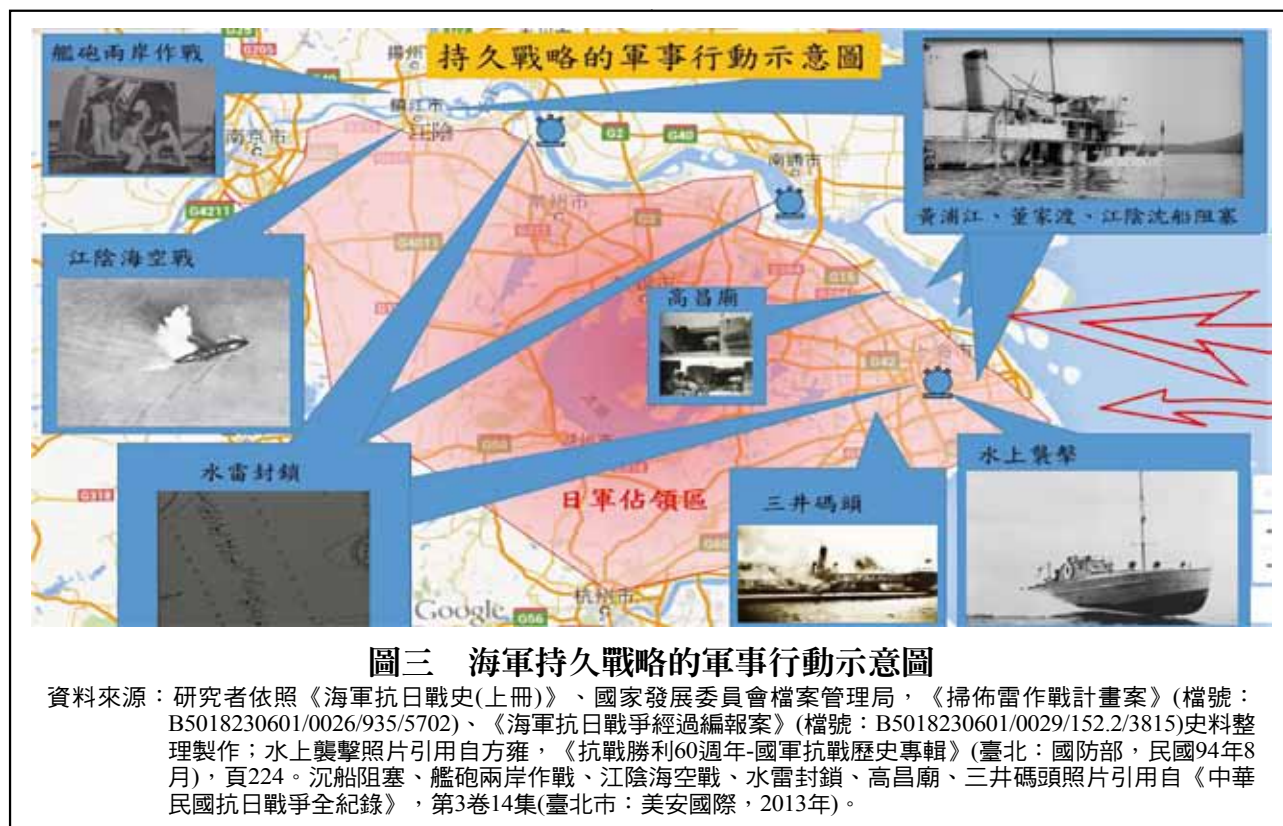 艦砲兩岸作戰
持久戰略的軍事行動示意圖
揚州市
鎮江市
江陰
南京市
G2
G40
南通市
黃浦江、董家渡、江陰沈船阻塞
G4211
常州市
江陰海空戰
G15
高昌廟
G42
水雷封鎖
水上襲擊
G50
G318
日軍佔領區
三井碼頭
Google
杭州市
G56
圖三 海軍持久戰略的軍事行動示意圖
資料來源：研究者依照《海軍抗日戰史(上冊)》、國家發展委員會檔案管理局，《掃佈雷作戰計畫案》(檔號：
B5018230601/0026/935/5702)、《海軍抗日戰爭經過編報案》(檔號：B5018230601/0029/152.2/3815)史料整
理製作；水上襲擊照片引用自方雍，《抗戰勝利60週年-國軍抗戰歷史專輯》(臺北：國防部，民國94年8
月)，頁224。沉船阻塞、艦砲兩岸作戰、江陰海空戰、水雷封鎖、高昌廟、三井碼頭照片引用自《中華
民國抗日戰爭全紀錄》，第3卷14集(臺北市：美安國際，2013年)。